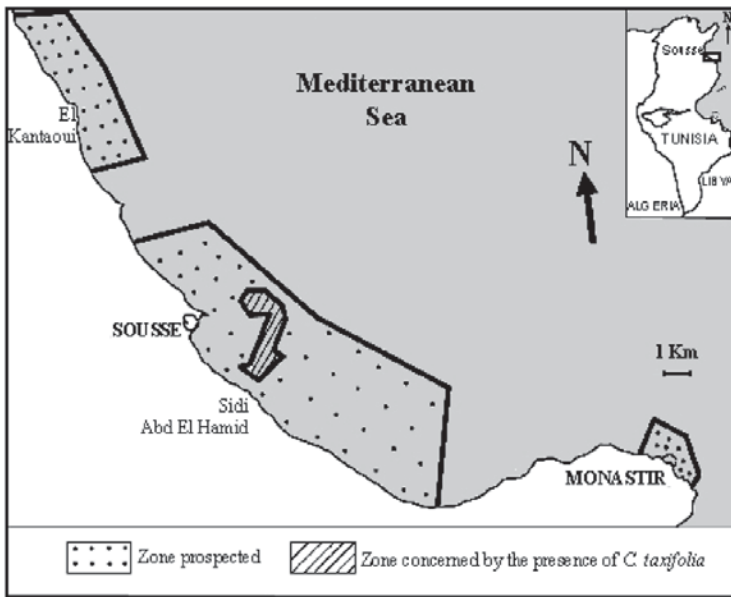 Mediterranean
Sea
El
Kantaoui
N
SOUSSE
Sidi
Abd El Hamid
1 Km
MONASTIR
N
Sousse
TUNISIA
LIBYA
ALGERIA
Zone prospected
Zone concerned by the presence of C. taxifolia